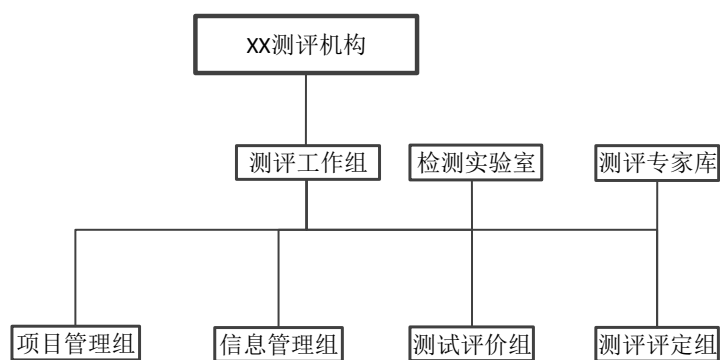 XX测评机构
测评工作组
检测实验室
测评专家库
项目管理组
信息管理组
测试评价组
测评评定组